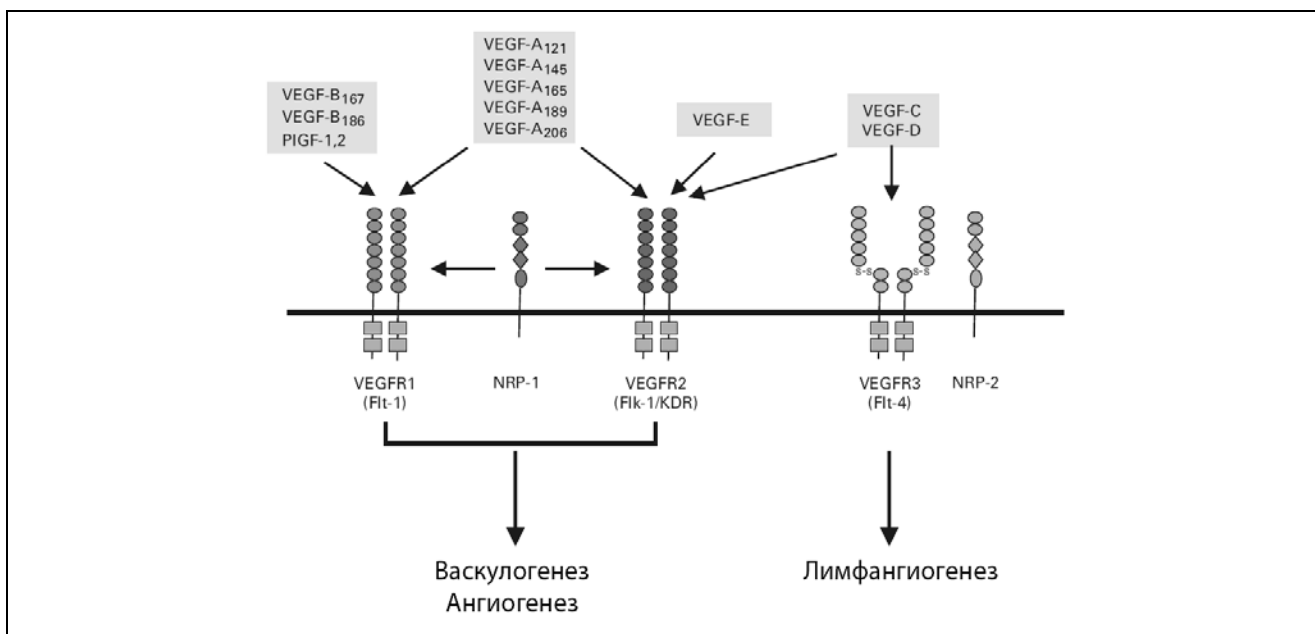 VEGF-B167
VEGF-B186
PIGF-1,2
VEGF-A121
VEGF-A145
VEGF-A165
VEGF-A189
VEGF-A206
VEGF-E
VEGF-C
VEGF-D
s-s
s-s
VEGFR1
(Flt-1)
NRP-1
VEGFR2
(Flk-1/KDR)
VEGFR3
(Flt-4)
NRP-2
Васкулогенез
Ангиогенез
Лимфангиогенез